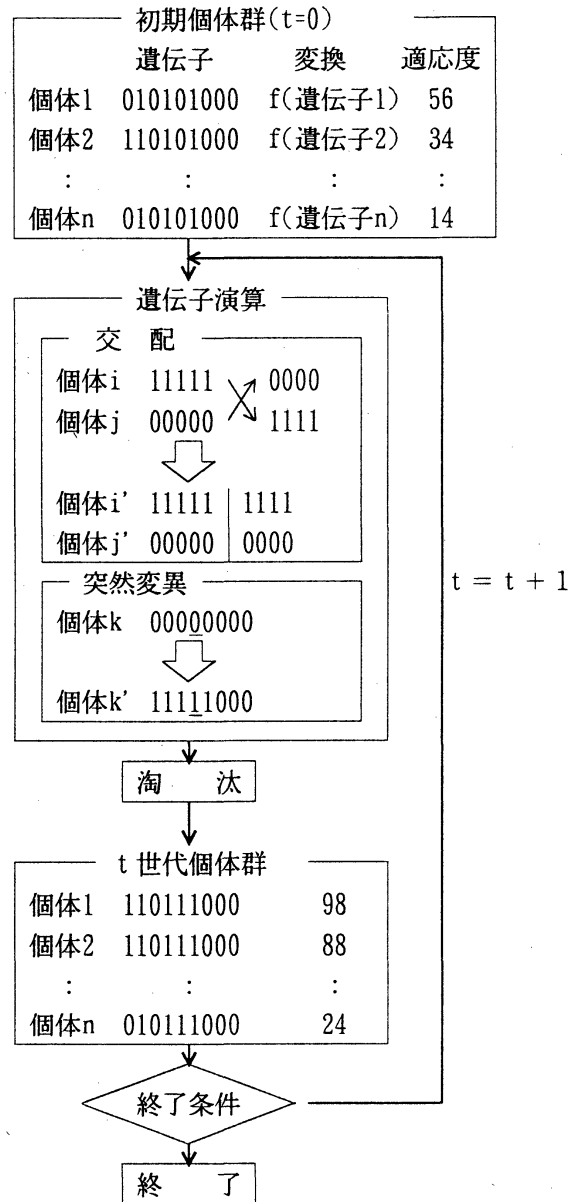 初期個体群(t=0)
遺伝子 変換 適応度
個体1 010101000 f(遺伝子1) 56
個体2 110101000 f(遺伝子2) 34
: : : :
個体n 010101000 f(遺伝子n) 14
遺伝子演算
交 配
個体i 11111 0000
個体j 00000 1111
個体i' 11111 1111
個体j' 00000 0000
突然変異
個体k 00000000
個体k' 11111000
t = t + 1
淘 汰
t世代個体群
個体1 110111000 98
個体2 110111000 88
: : :
個体n 010111000 24
終了条件
終 了